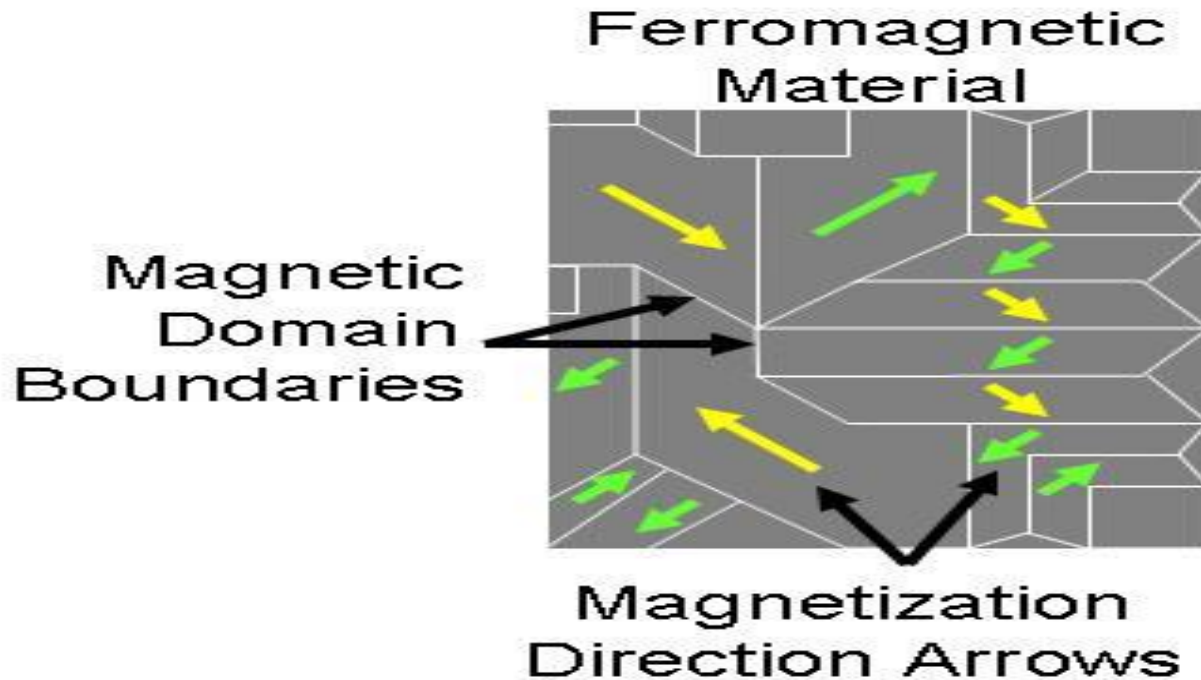 Ferromagnetic
Material
Magnetic
Domain
Boundaries
Magnetization
Direction Arrows